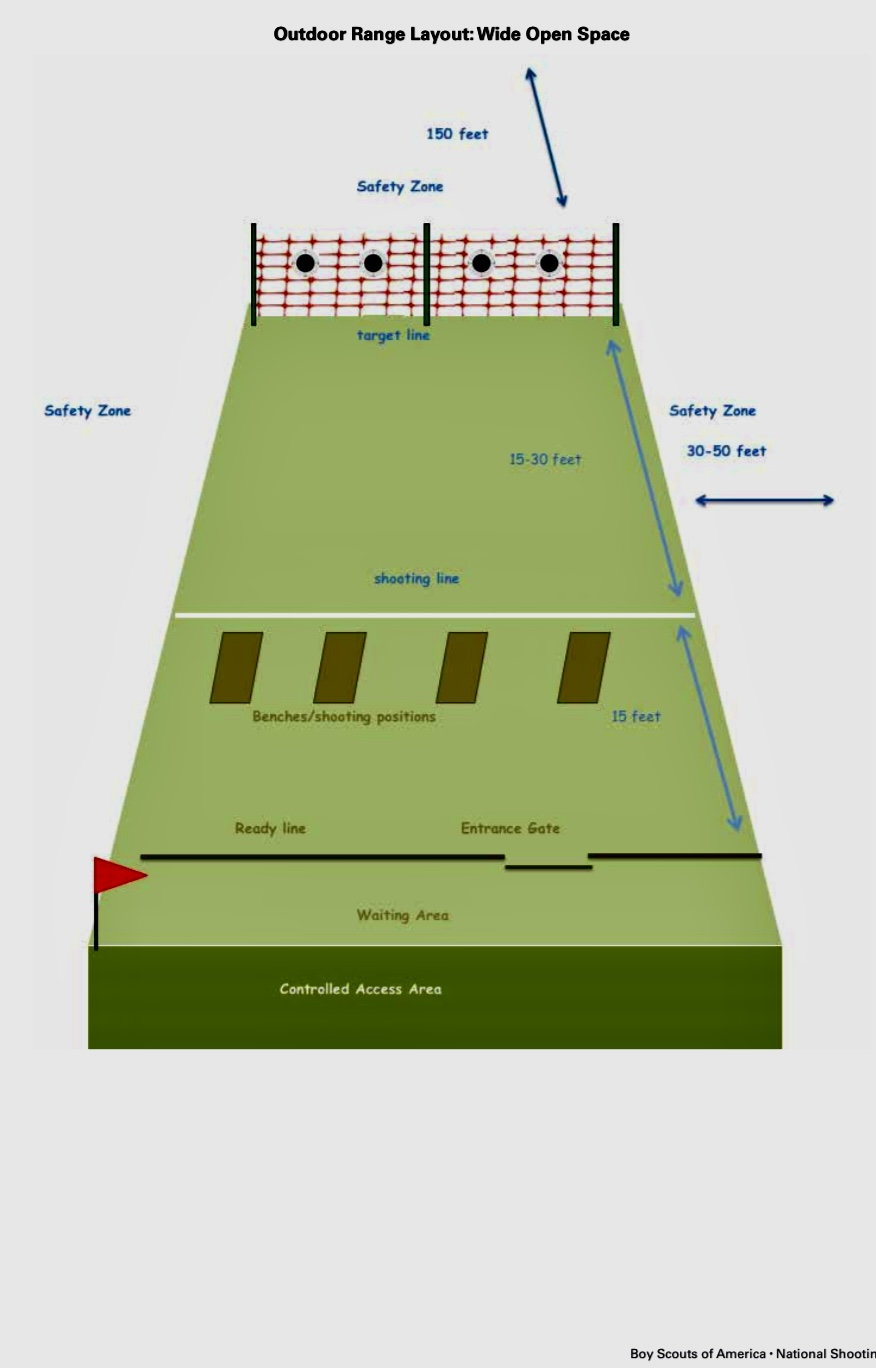 Outdoor Range Layout: Wide Open Space
150 feet
Safety Zone
target line
Safety Zone
Safety Zone
30-50 feet
15-30 feet
shooting line
Benches/shooting positions
15 feet
Ready line
Entrance Gate
Waiting Area
Controlled Access Area
Boy Scouts of America • National Shootin